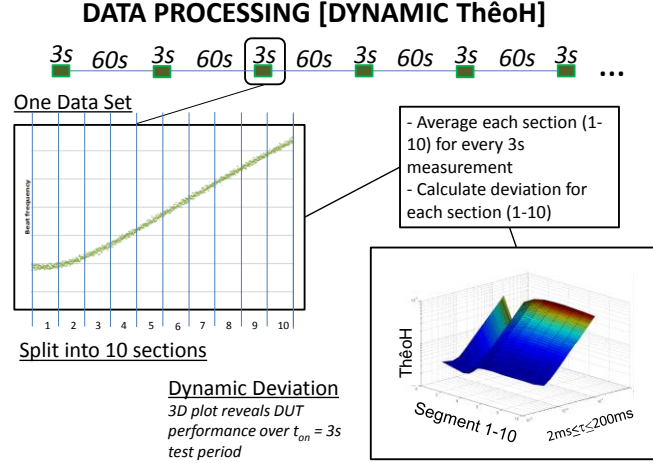 DATA PROCESSING [DYNAMIC ThêoH]
3s 60s 3s 60s 3s 60s 3s 60s 3s 60s 3s ...
One Data Set
Beat frequency
1 2 3 4 5 6 7 8 9 10
Split into 10 sections
- Average each section (1-
10) for every 3s
measurement
- Calculate deviation for
each section (1-10)
ThêoH
Segment 1-10
2ms≤τ≤200ms
Dynamic Deviation
3D plot reveals DUT
performance over ton = 3s
test period